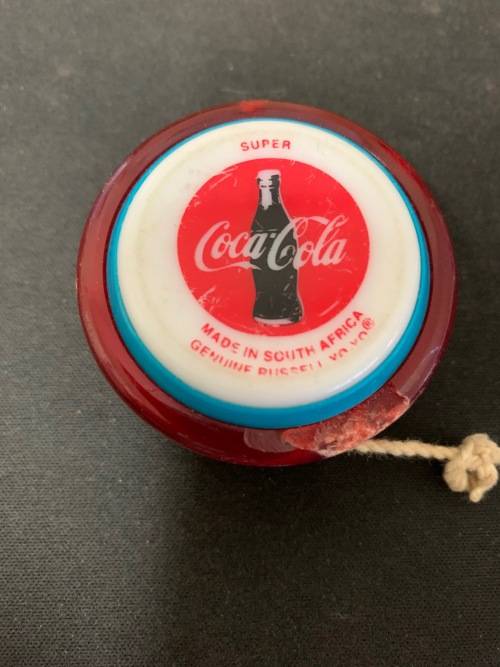 SUPER
Coca-Cola
MADE IN SOUTH AFRICA
GENUINE RUSSELL YO-YO®